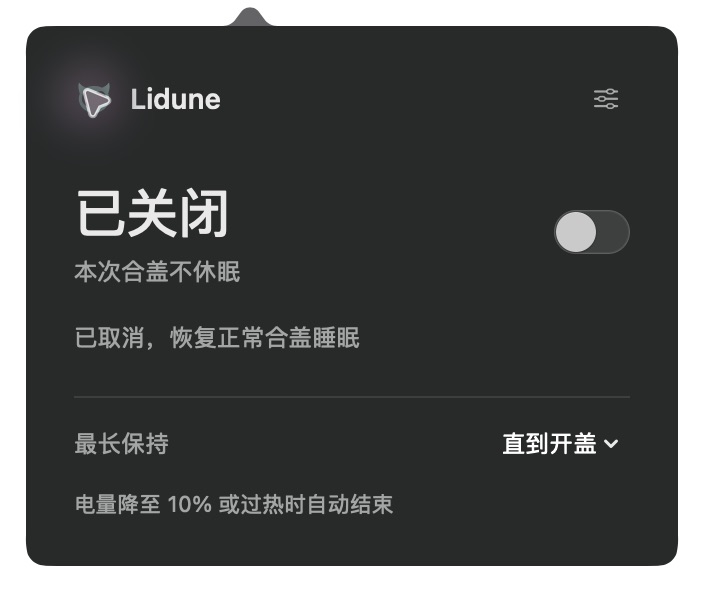 Lidune
已关闭
本次合盖不休眠
已取消，恢复正常合盖睡眠
最长保持
直到开盖
电量降至 10% 或过热时自动结束